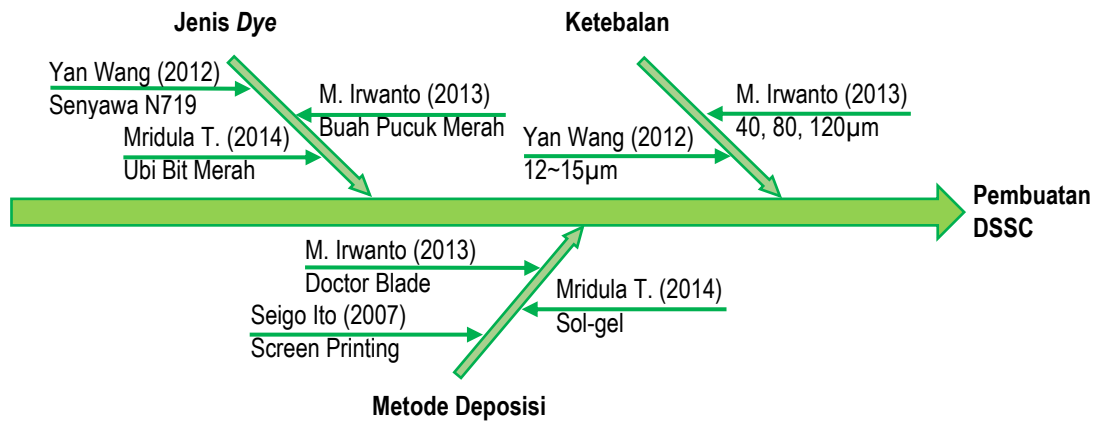 Jenis Dye
Ketebalan
Yan Wang (2012)
Senyawa N719
M. Irwanto (2013)
Buah Pucuk Merah
Mridula T. (2014)
Ubi Bit Merah
M. Irwanto (2013)
40, 80, 120µm
Yan Wang (2012)
12~15µm
Pembuatan
DSSC
M. Irwanto (2013)
Doctor Blade
Mridula T. (2014)
Sol-gel
Seigo Ito (2007)
Screen Printing
Metode Deposisi